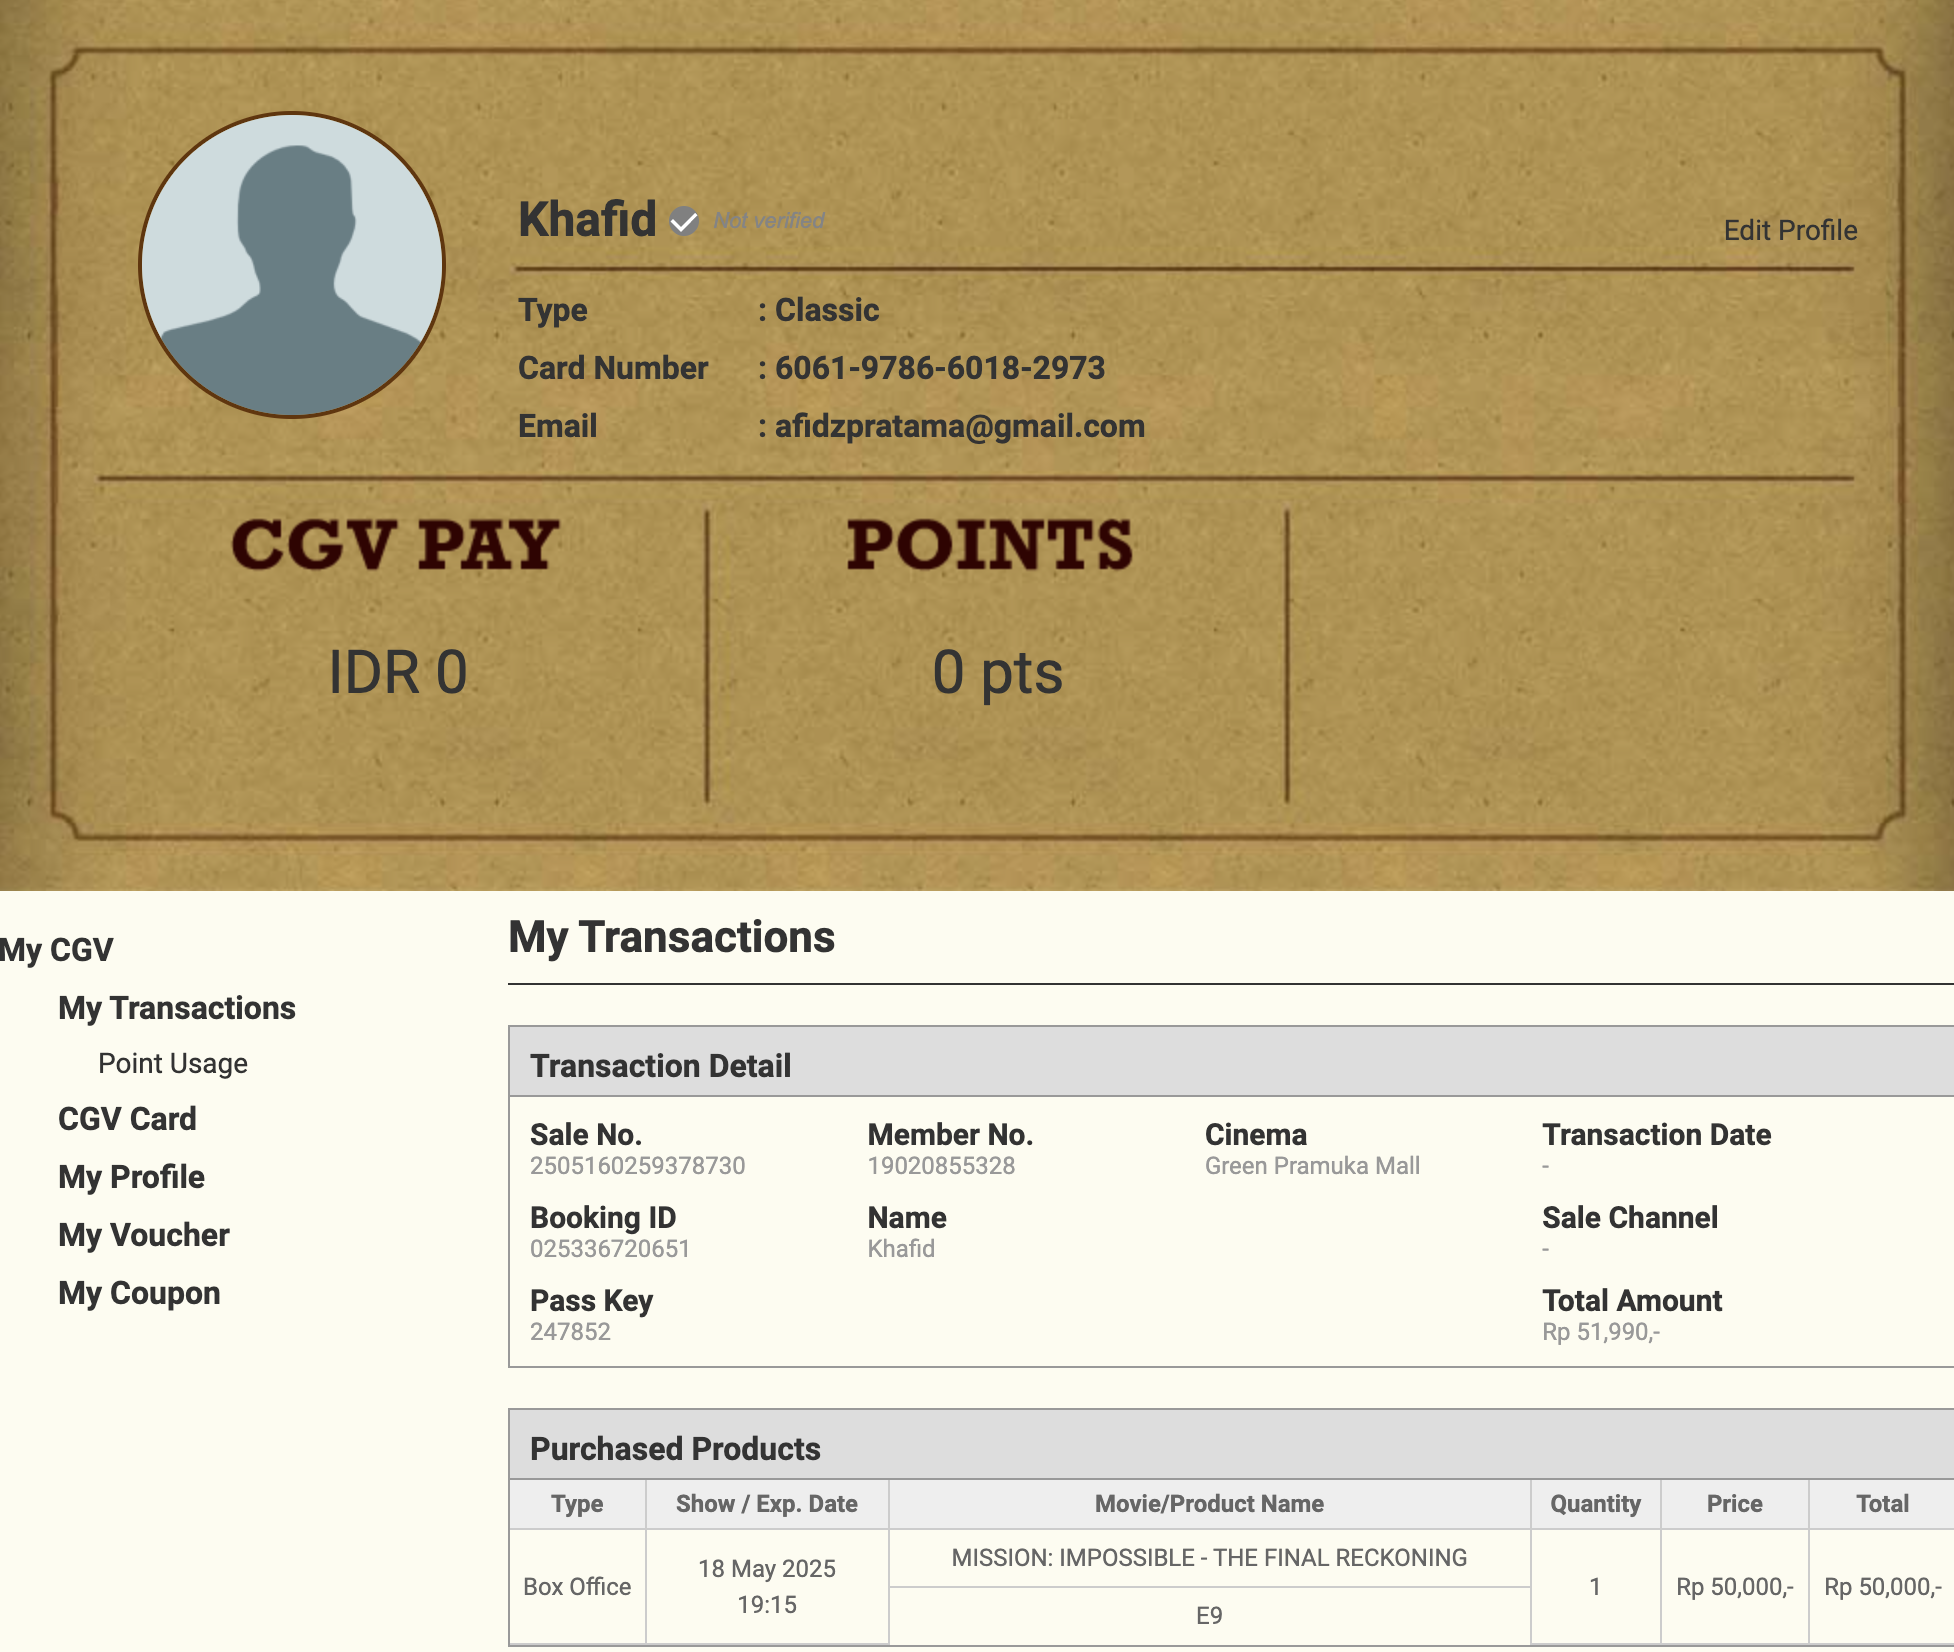 Khafid Not verified
Edit Profile
Type : Classic
Card Number : 6061-9786-6018-2973
Email : afidzpratama@gmail.com
CGV PAY
IDR 0
POINTS
0 pts
My CGV
My Transactions
Point Usage
CGV Card
My Profile
My Voucher
My Coupon
My Transactions
Transaction Detail
Sale No. Member No. Cinema Transaction Date
2505160259378730 19020855328 Green Pramuka Mall -
Booking ID Name Sale Channel
025336720651 Khafid -
Pass Key Total Amount
247852 Rp 51,990,-
Purchased Products
Type Show / Exp. Date Movie/Product Name Quantity Price Total
Box Office 18 May 2025 19:15 MISSION: IMPOSSIBLE - THE FINAL RECKONING E9 1 Rp 50,000,- Rp 50,000,-